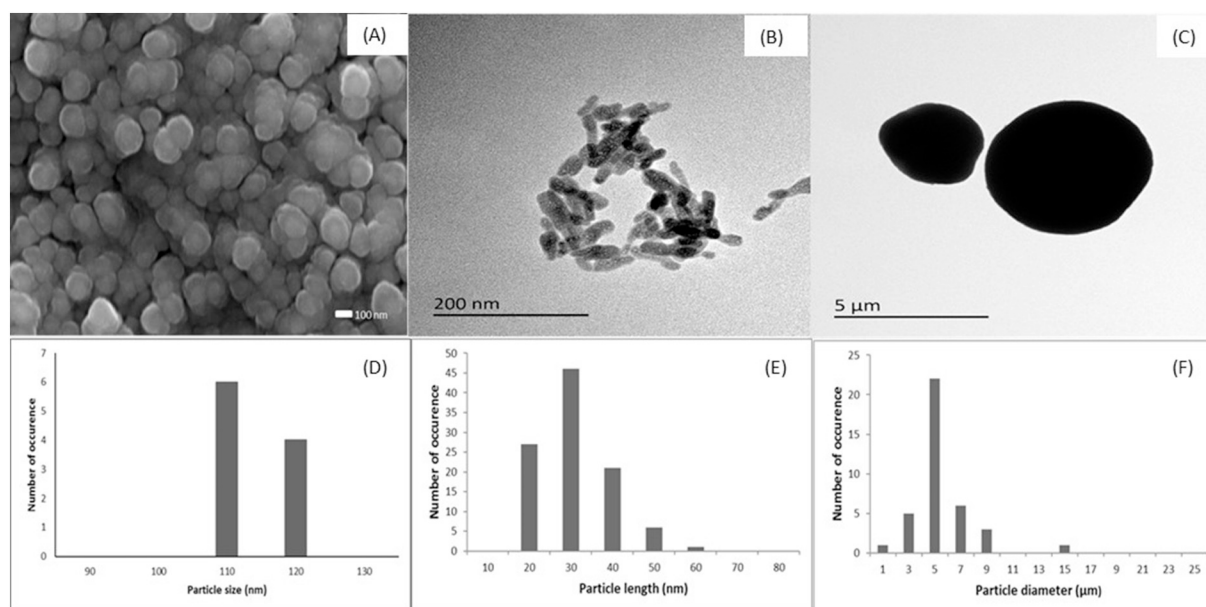 (A)
100 nm
(B)
200 nm
(C)
5 µm
(D)
Number of occurence
7
6
5
4
3
2
1
0
90 100 110 120 130
Particle size (nm)
(E)
Number of occurence
50
45
40
35
30
25
20
15
10
5
0
10 20 30 40 50 60 70 80
Particle length (nm)
(F)
Number of occurence
25
20
15
10
5
0
1 3 5 7 9 11 13 15 17 9 21 23 25
Particle diameter (µm)